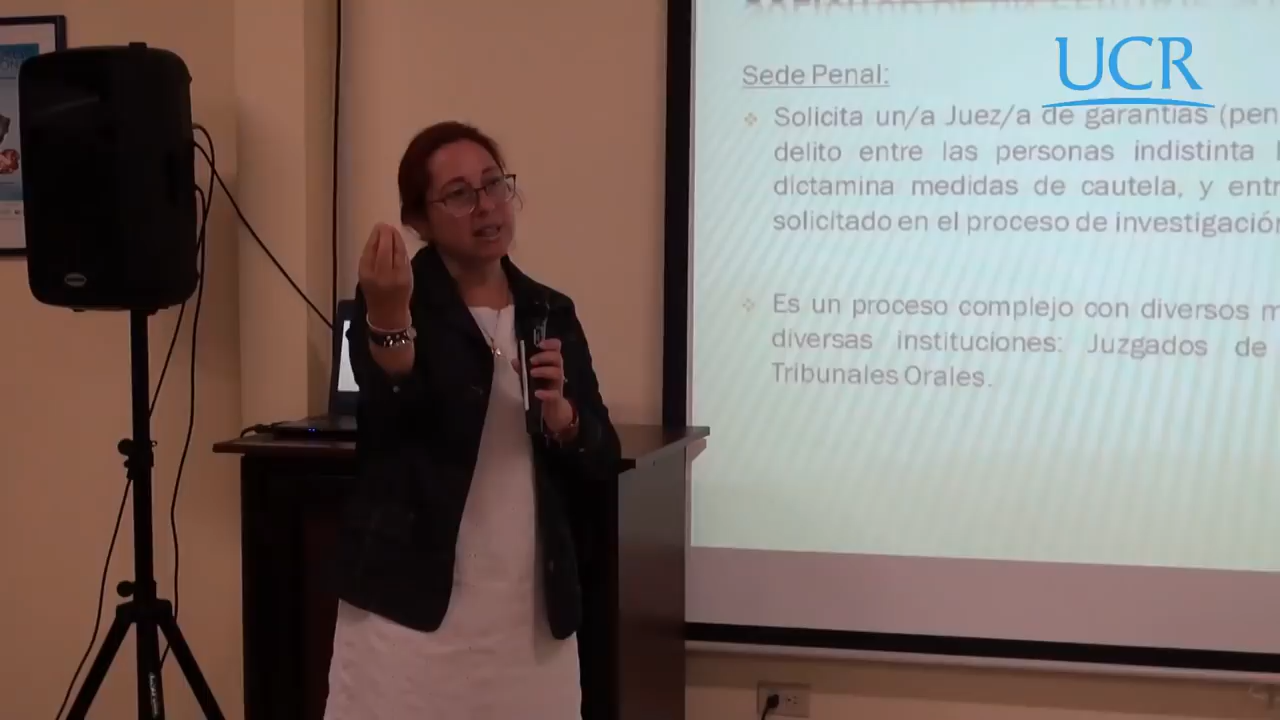 UCR
Sede Penal:
Solicita un/a Juez/a de garantías (pen
delito entre las personas indistinta
dictamina medidas de cautela, y entr
solicitado en el proceso de investigación
Es un proceso complejo con diversos m
diversas instituciones: Juzgados de
Tribunales Orales.